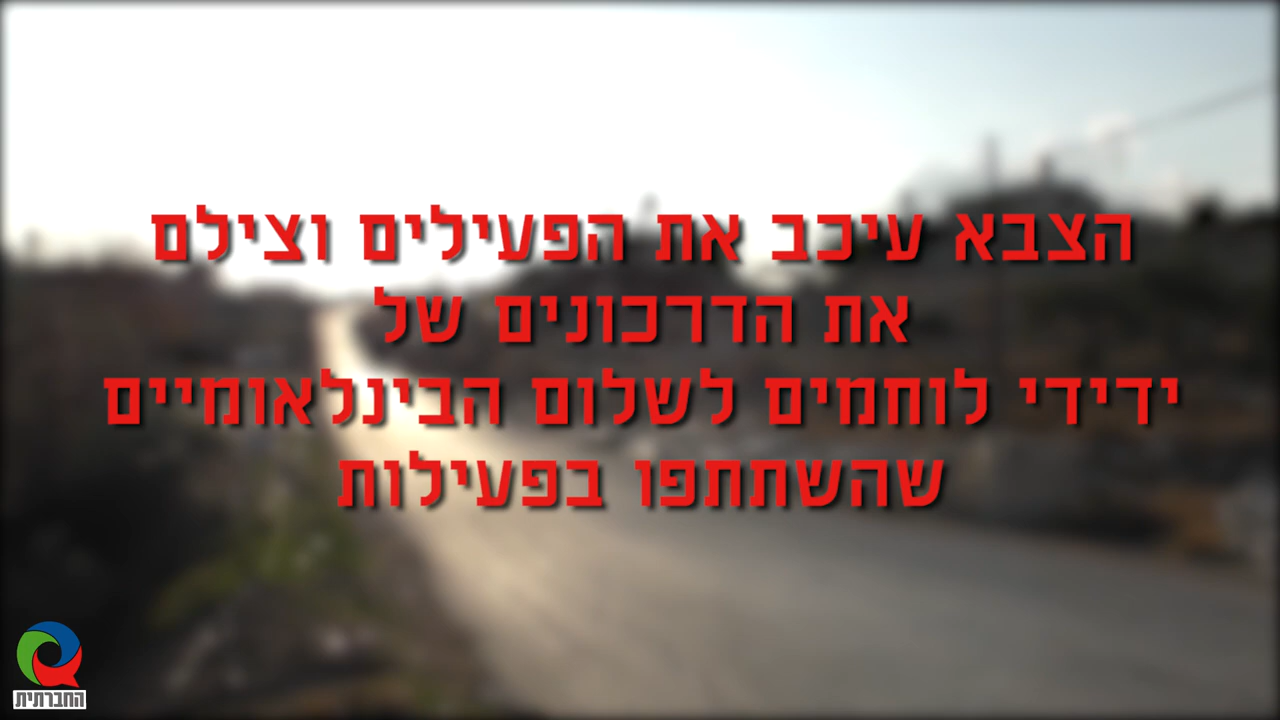 הצבא עיכב את הפעילים וצילם
את הדרכונים של
ידידי לוחמים לשלום הבינלאומיים
שהשתתפו בפעילות
החברתית